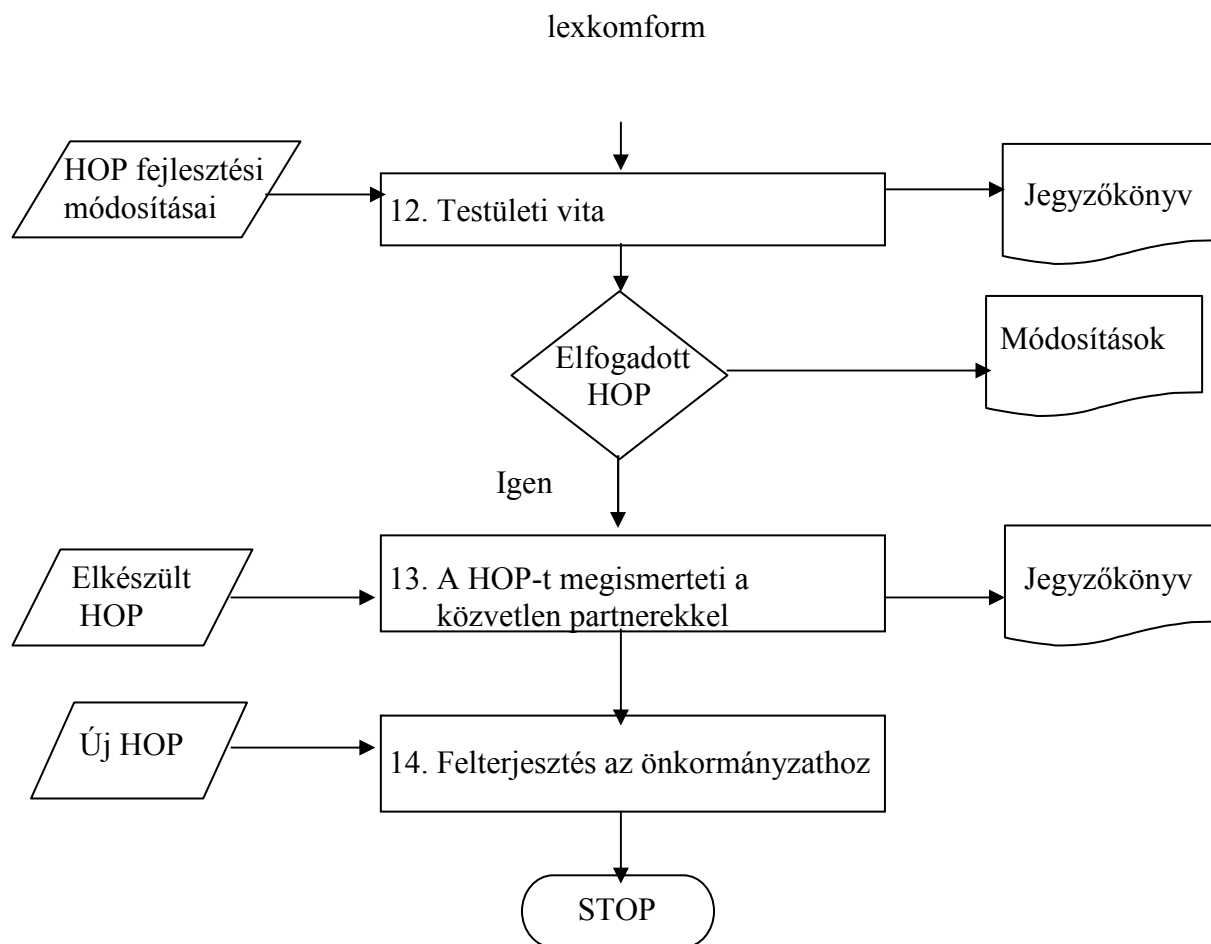 lexkomform
HOP fejlesztési
módosításai
12. Testületi vita
Jegyzőkönyv
Elfogadott
HOP
Módosítások
Igen
Elkészült
HOP
13. A HOP-t megismerteti a
közvetlen partnerekkel
Jegyzőkönyv
Új HOP
14. Felterjesztés az önkormányzathoz
STOP